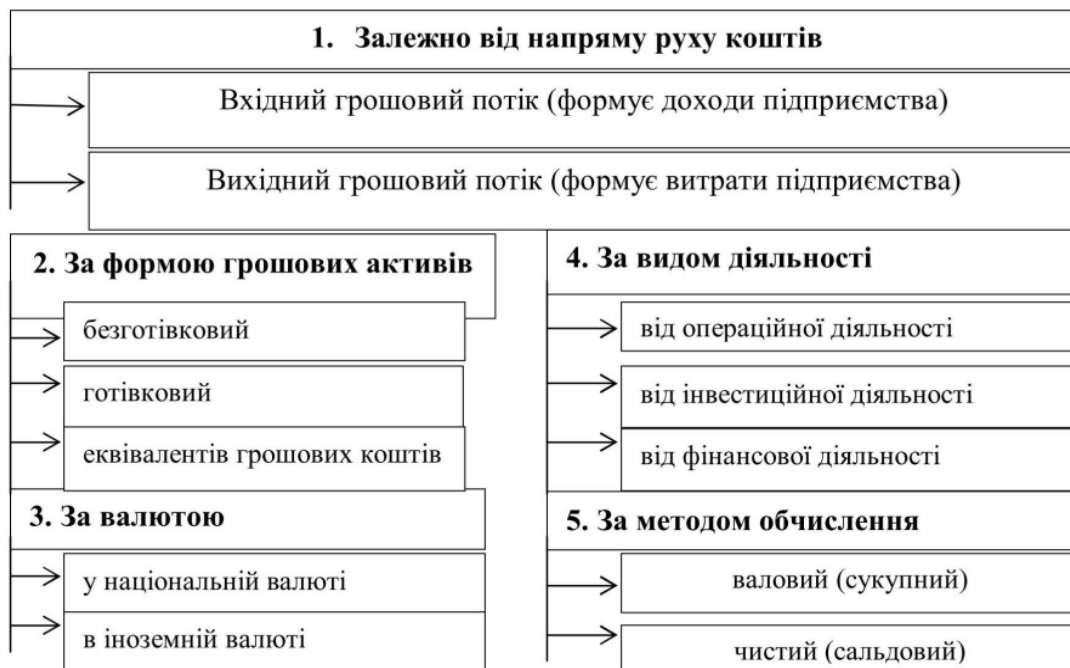 1. Залежно від напряму руху коштів
Вхідний грошовий потік (формує доходи підприємства)
Вихідний грошовий потік (формує витрати підприємства)
2. За формою грошових активів
безготівковий
готівковий
еквівалентів грошових коштів
3. За валютою
у національній валюті
в іноземній валюті
4. За видом діяльності
від операційної діяльності
від інвестиційної діяльності
від фінансової діяльності
5. За методом обчислення
валовий (сукупний)
чистий (сальдовий)